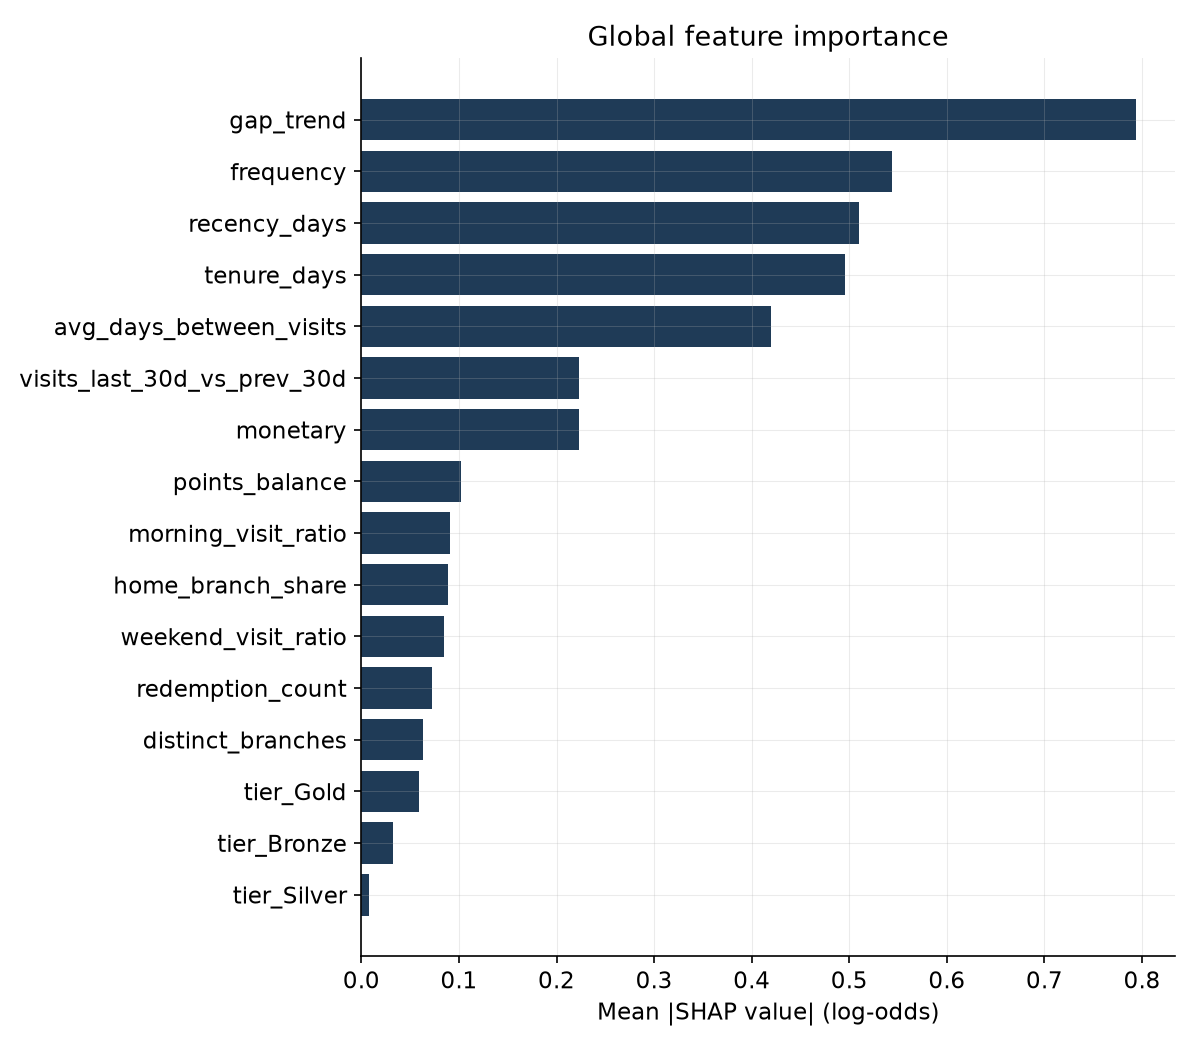 Global feature importance
gap_trend
frequency
recency_days
tenure_days
avg_days_between_visits
visits_last_30d_vs_prev_30d
monetary
points_balance
morning_visit_ratio
home_branch_share
weekend_visit_ratio
redemption_count
distinct_branches
tier_Gold
tier_Bronze
tier_Silver
0.0 0.1 0.2 0.3 0.4 0.5 0.6 0.7 0.8
Mean |SHAP value| (log-odds)